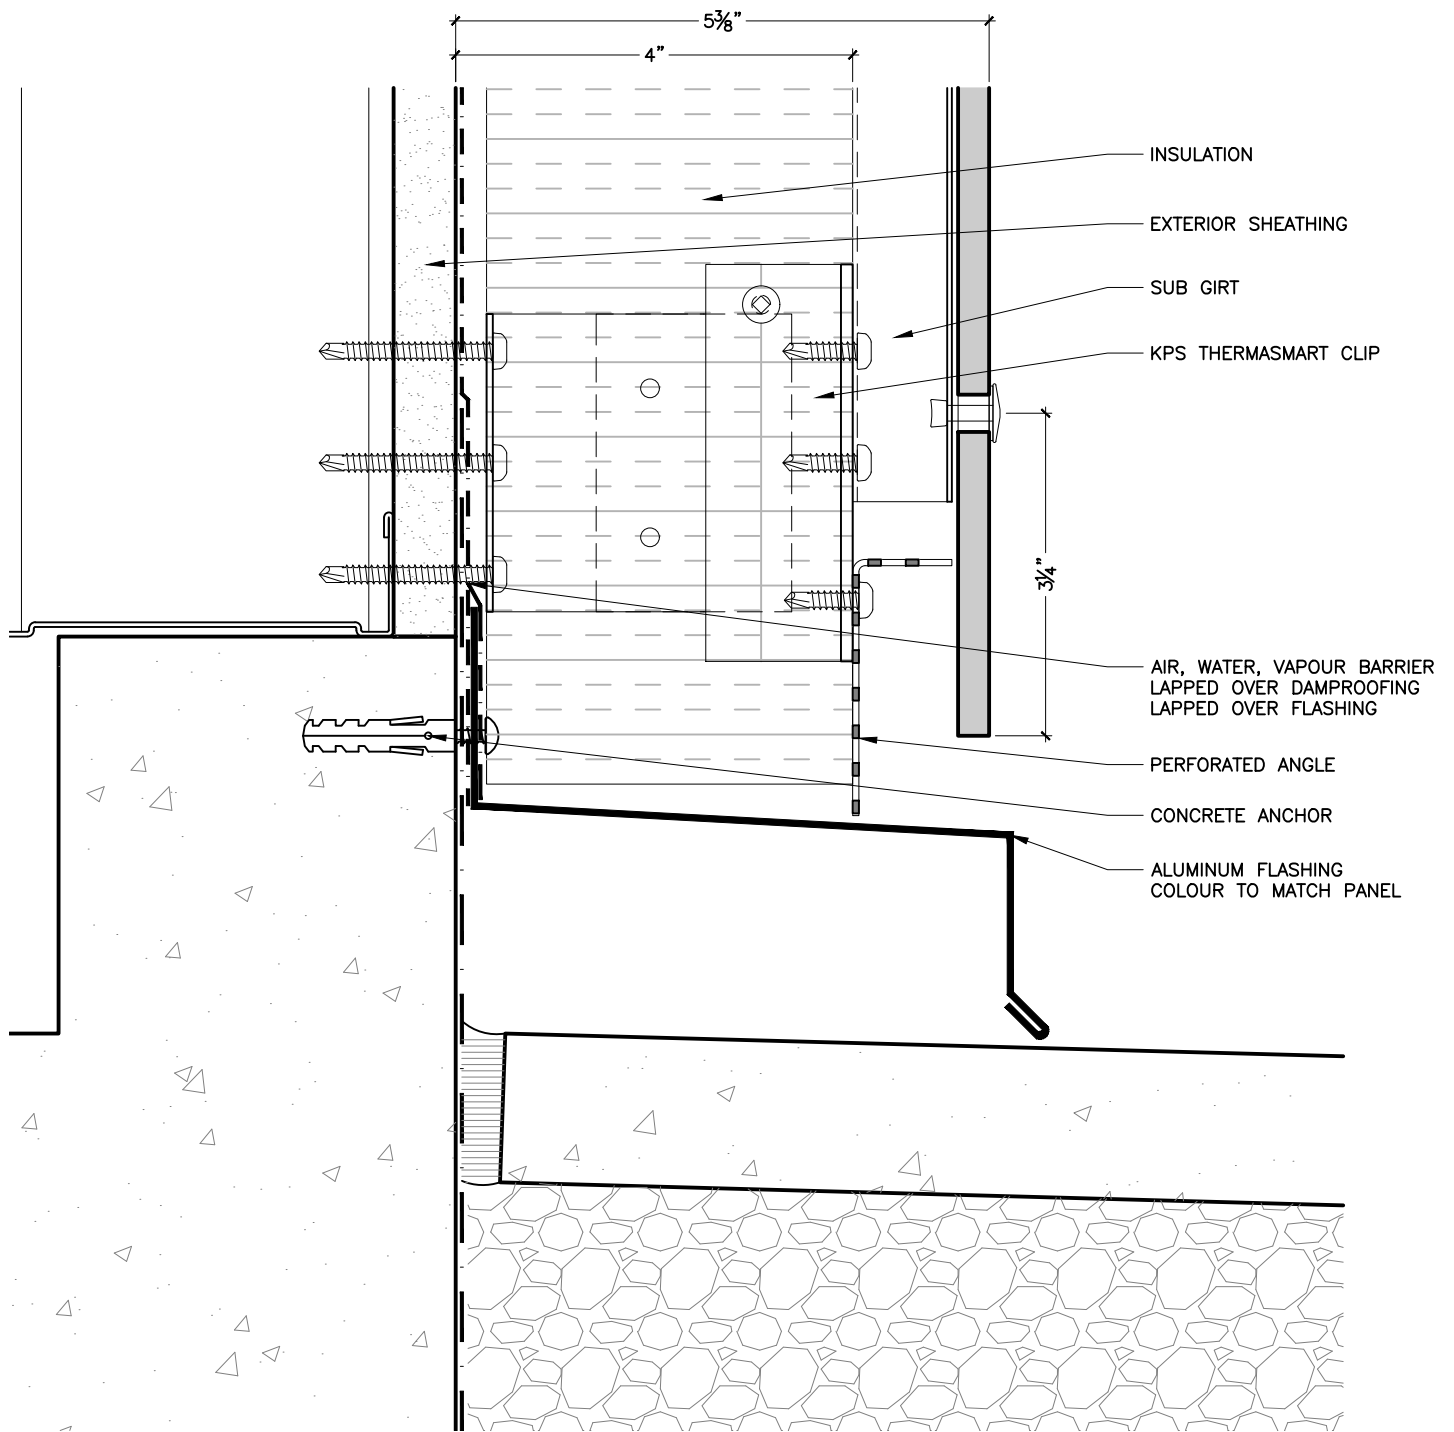 5⅜"
4"
INSULATION
EXTERIOR SHEATHING
SUB GIRT
KPS THERMASMART CLIP
3¼"
AIR, WATER, VAPOUR BARRIER
LAPPED OVER DAMPROOFING
LAPPED OVER FLASHING
PERFORATED ANGLE
CONCRETE ANCHOR
ALUMINUM FLASHING
COLOUR TO MATCH PANEL